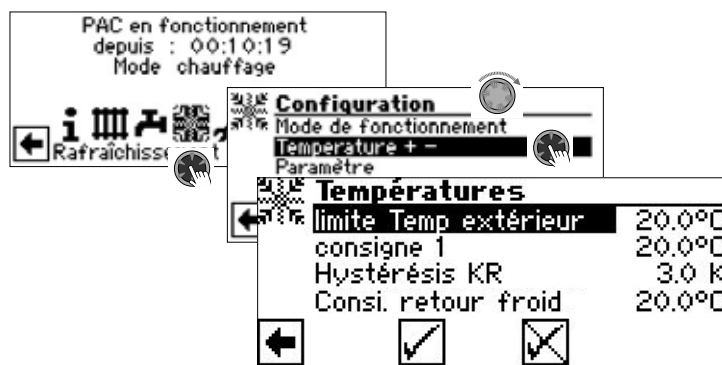 PAC en fonctionnement
depuis : 00:10:19
Mode chauffage
Rafraîchissement
Configuration
Mode de fonctionnement
Temperature + -
Paramètre
Températures
limite Temp extérieur 20.0°C
consigne 1 20.0°C
Hystérésis KR 3.0 K
Consi. retour froid 20.0°C